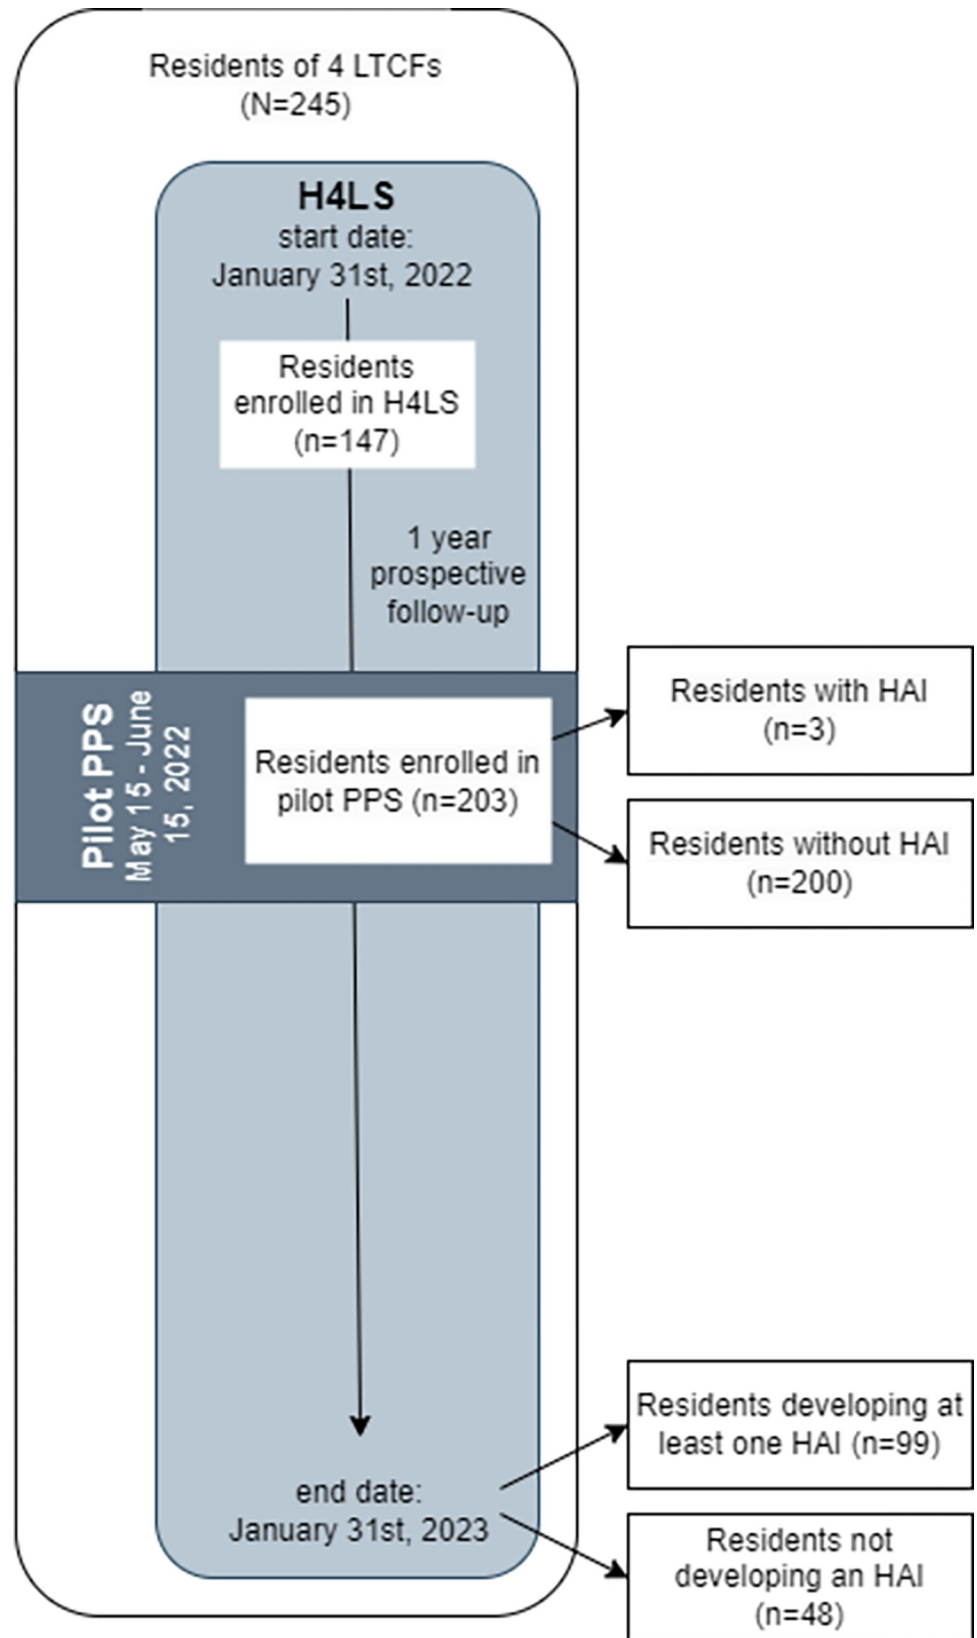 Residents of 4 LTCFs
(N=245)
H4LS
start date:
January 31st, 2022
Residents
enrolled in H4LS
(n=147)
1 year
prospective
follow-up
Pilot PPS
May 15 - June
15, 2022
Residents enrolled in
pilot PPS (n=203)
Residents with HAI
(n=3)
Residents without HAI
(n=200)
end date:
January 31st, 2023
Residents developing at
least one HAI (n=99)
Residents not
developing an HAI
(n=48)